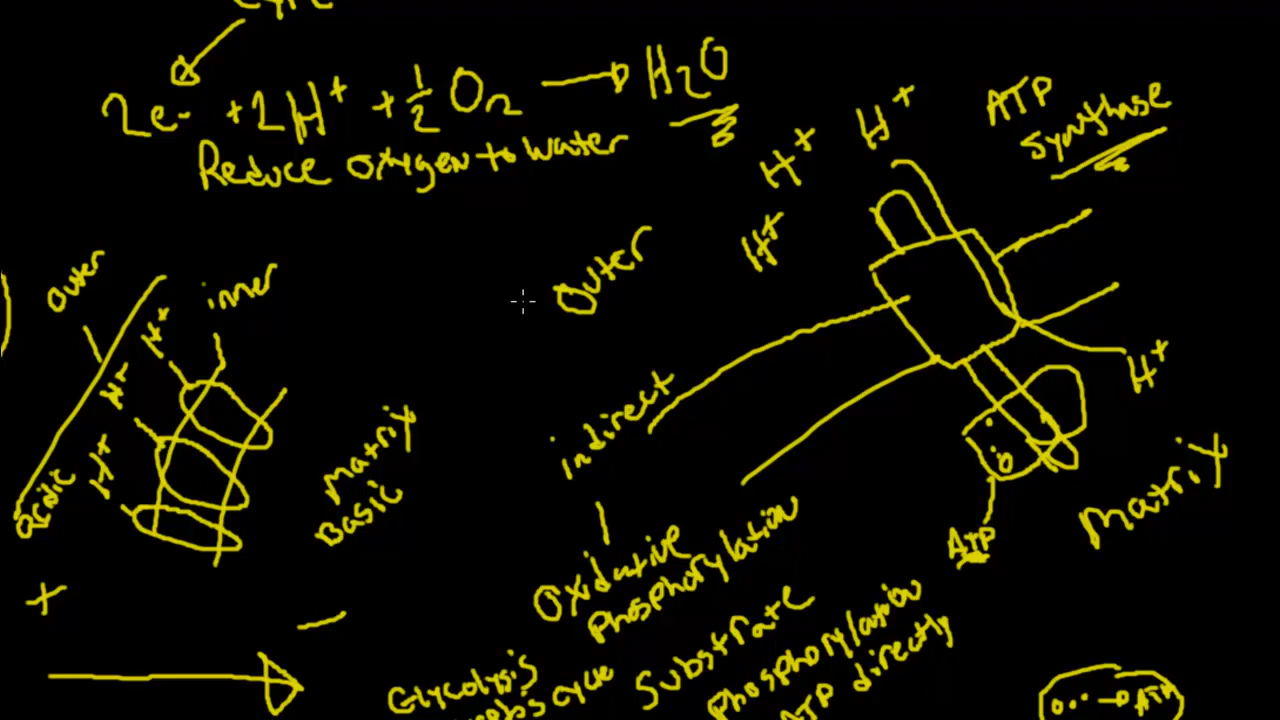 2e- + 2H+ + 1/2 O2 → H2O
Reduce oxygen to water
ATP
Synthase
H+
H+
H+
Outer
H+
Matrix
ATP
outer
inner
H+
H+
H+
acidic
Matrix
Basic
+
−
indirect
Oxidative
Phosphorylation
Glycolysis
cycle
Substrate
Phosphorylation
ATP directly